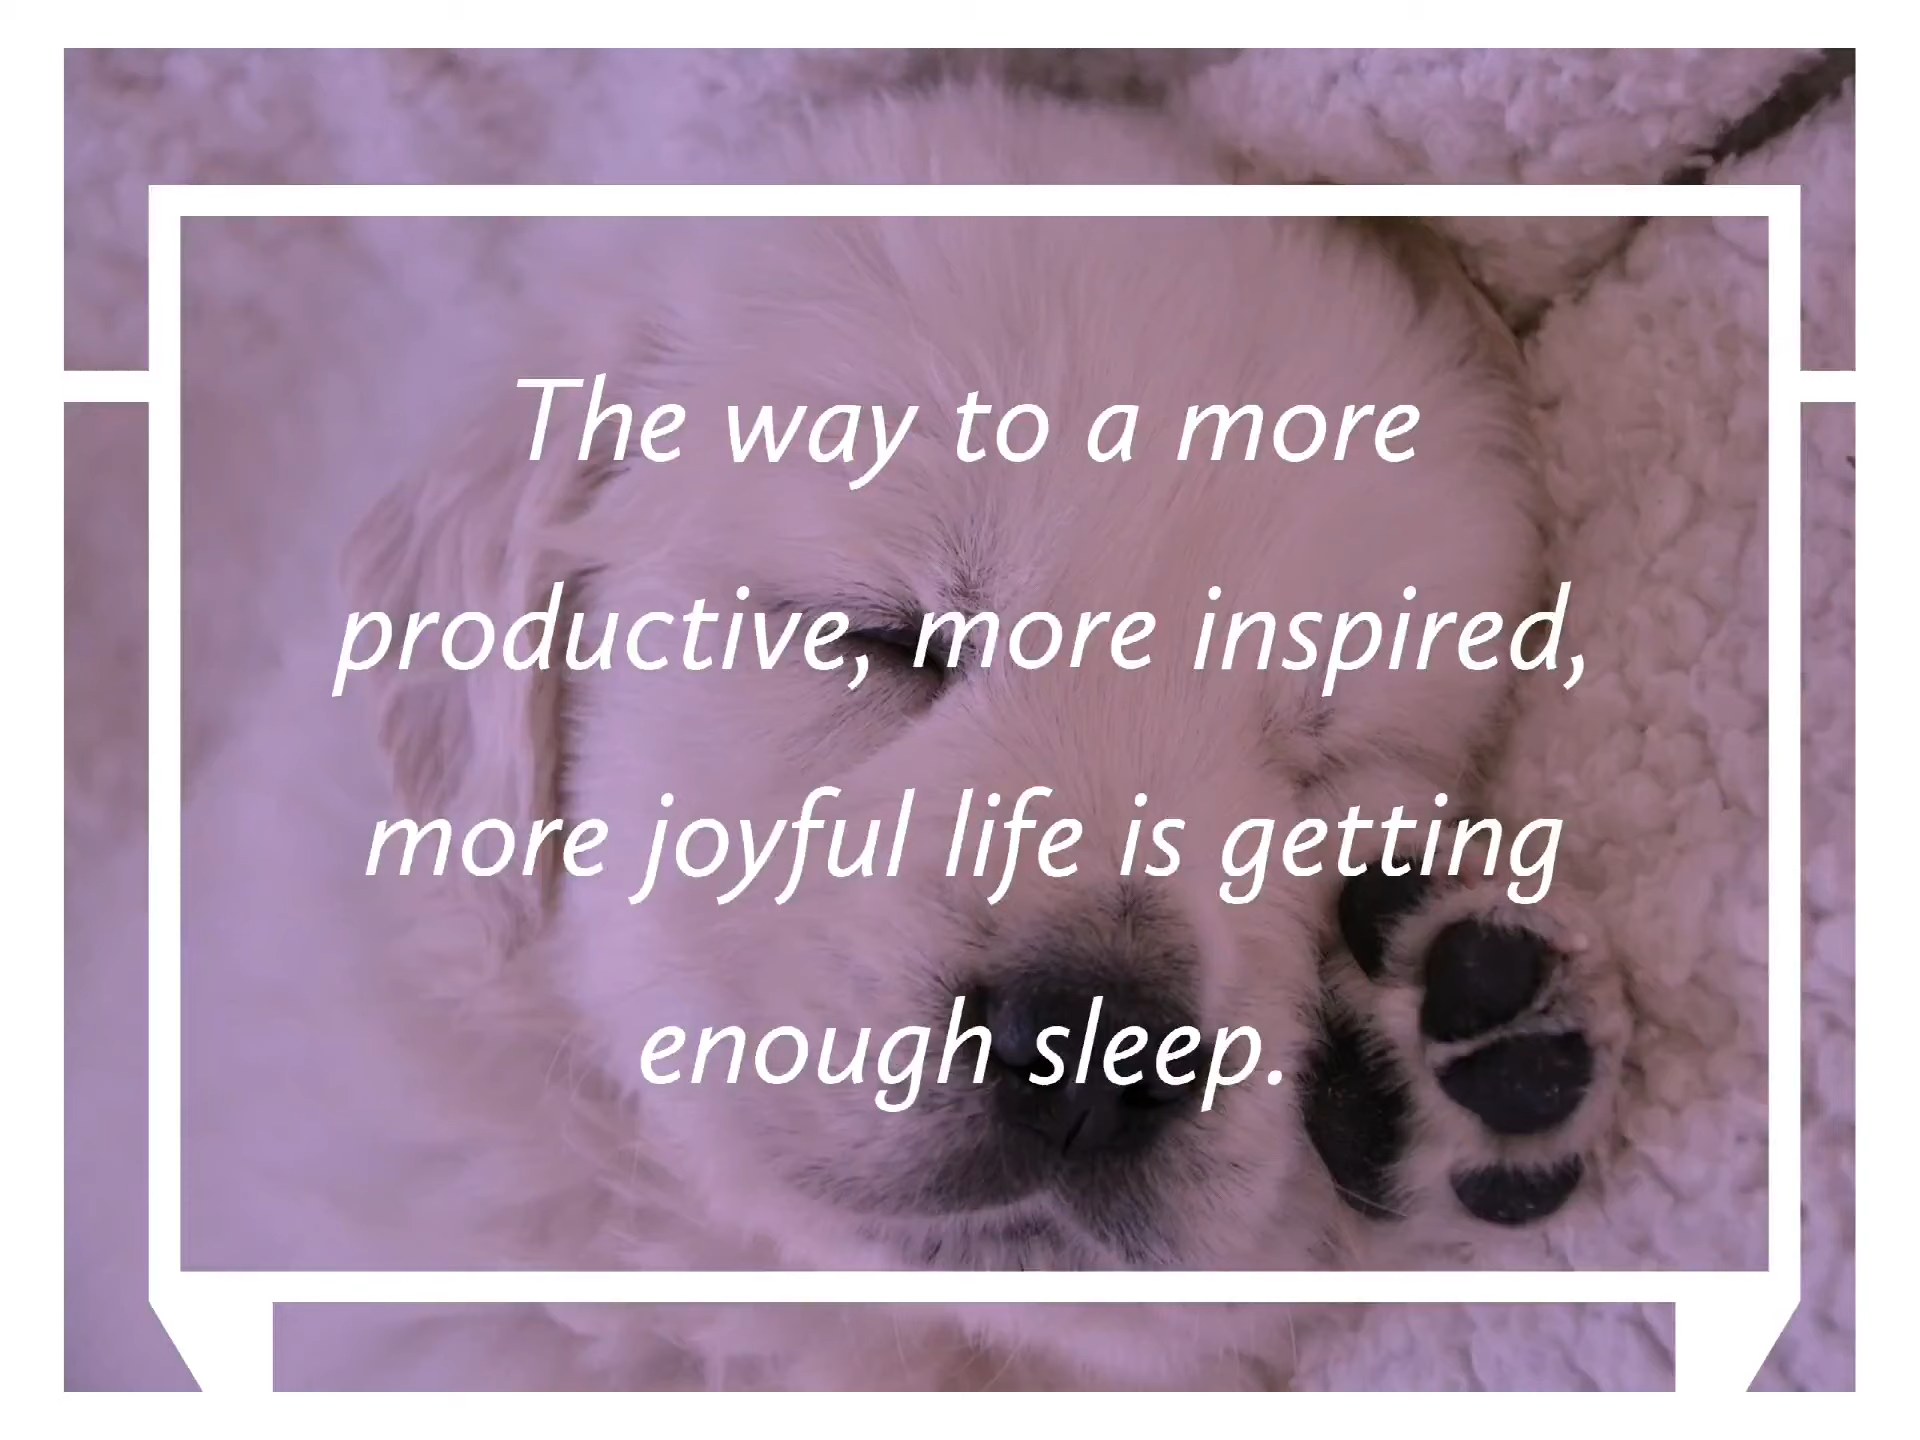 The way to a more
productive, more inspired,
more joyful life is getting
enough sleep.